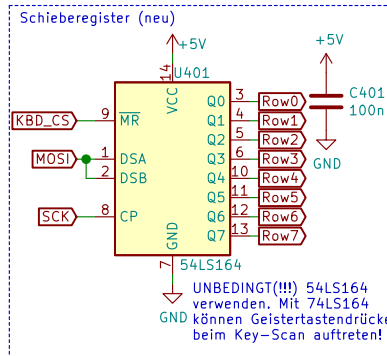 Schieberegister (neu)
+5V
+5V
14
U401
VCC
Q0 3 Row0
C401
100n
KBD_CS 9 MR
Q1 4 Row1
Q2 5 Row2
MOSI 1 DSA
Q3 6 Row3
2 DSB
Q4 10 Row4
GND
Q5 11 Row5
SCK 8 CP
Q6 12 Row6
Q7 13 Row7
GND
7
54LS164
GND
UNBEDINGT(!!!) 54LS164
verwenden. Mit 74LS164
können Geistertastendrücke
beim Key-Scan auftreten!